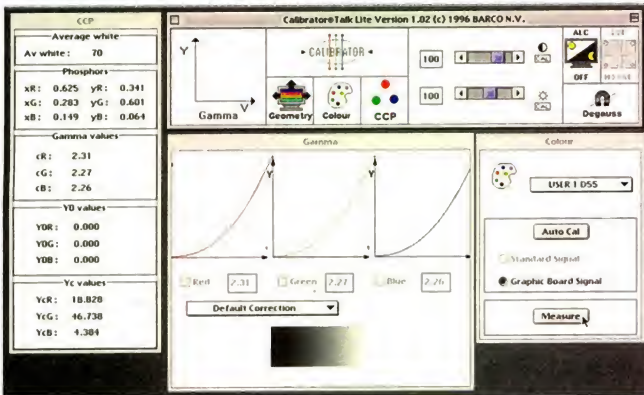 CCP
Average white
Av white: 70
Phosphors
xR: 0.625 yR: 0.341
xG: 0.283 yG: 0.601
xB: 0.149 yB: 0.064
Gamma values
cR: 2.31
cG: 2.27
cB: 2.26
Y0 values
Y0R: 0.000
Y0G: 0.000
Y0B: 0.000
Yc values
YcR: 18.828
YcG: 46.738
YcB: 4.384
Calibrator®Talk Lite Version 1.02 (c) 1996 BARCO N.V.
Y
V
Gamma
CALIBRATOR
Geometry
Colour
CCP
100
100
ALC
OFF
Degauss
Gamma
Y
Y
Y
Red 2.31 Green 2.27 Blue 2.26
Default Correction
Colour
USER 1 D55
Auto Cal
Standard Signal
Graphic Board Signal
Measure